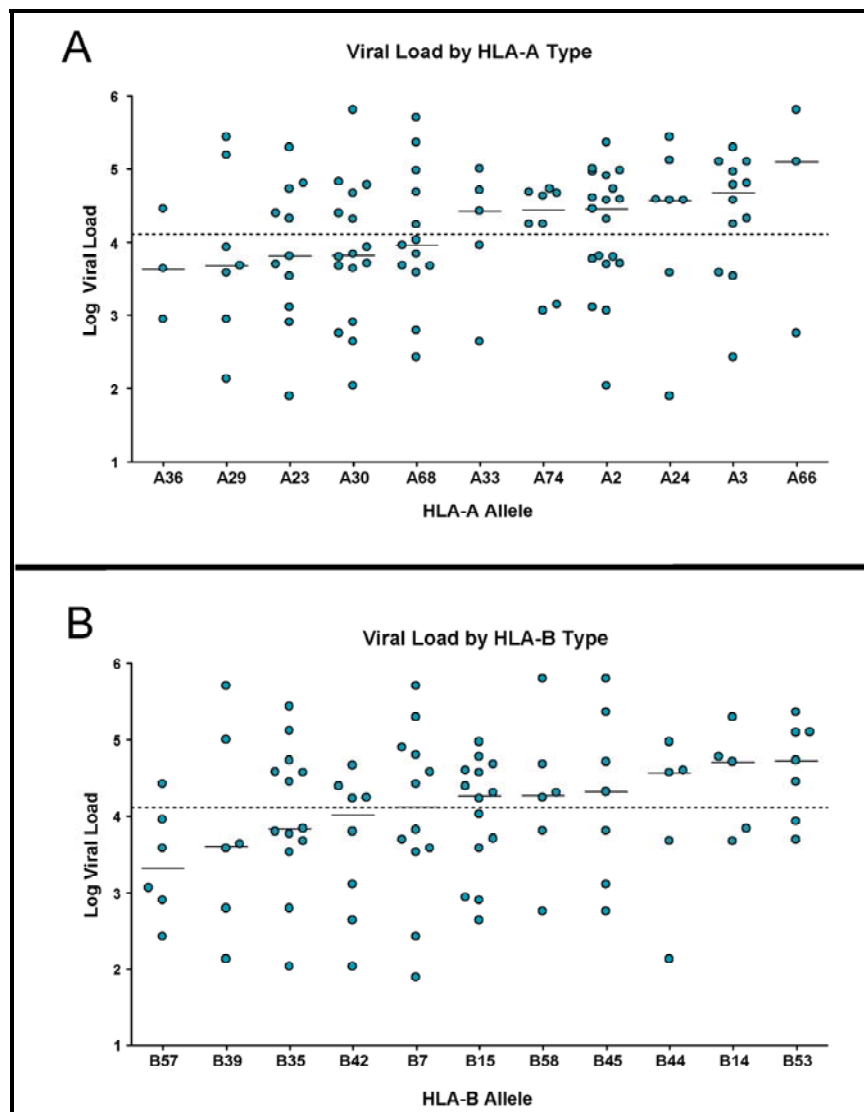 A
Viral Load by HLA-A Type
Log Viral Load
6
5
4
3
2
1
A36 A29 A23 A30 A68 A33 A74 A2 A24 A3 A66
HLA-A Allele
B
Viral Load by HLA-B Type
Log Viral Load
6
5
4
3
2
1
B57 B39 B35 B42 B7 B15 B58 B45 B44 B14 B53
HLA-B Allele